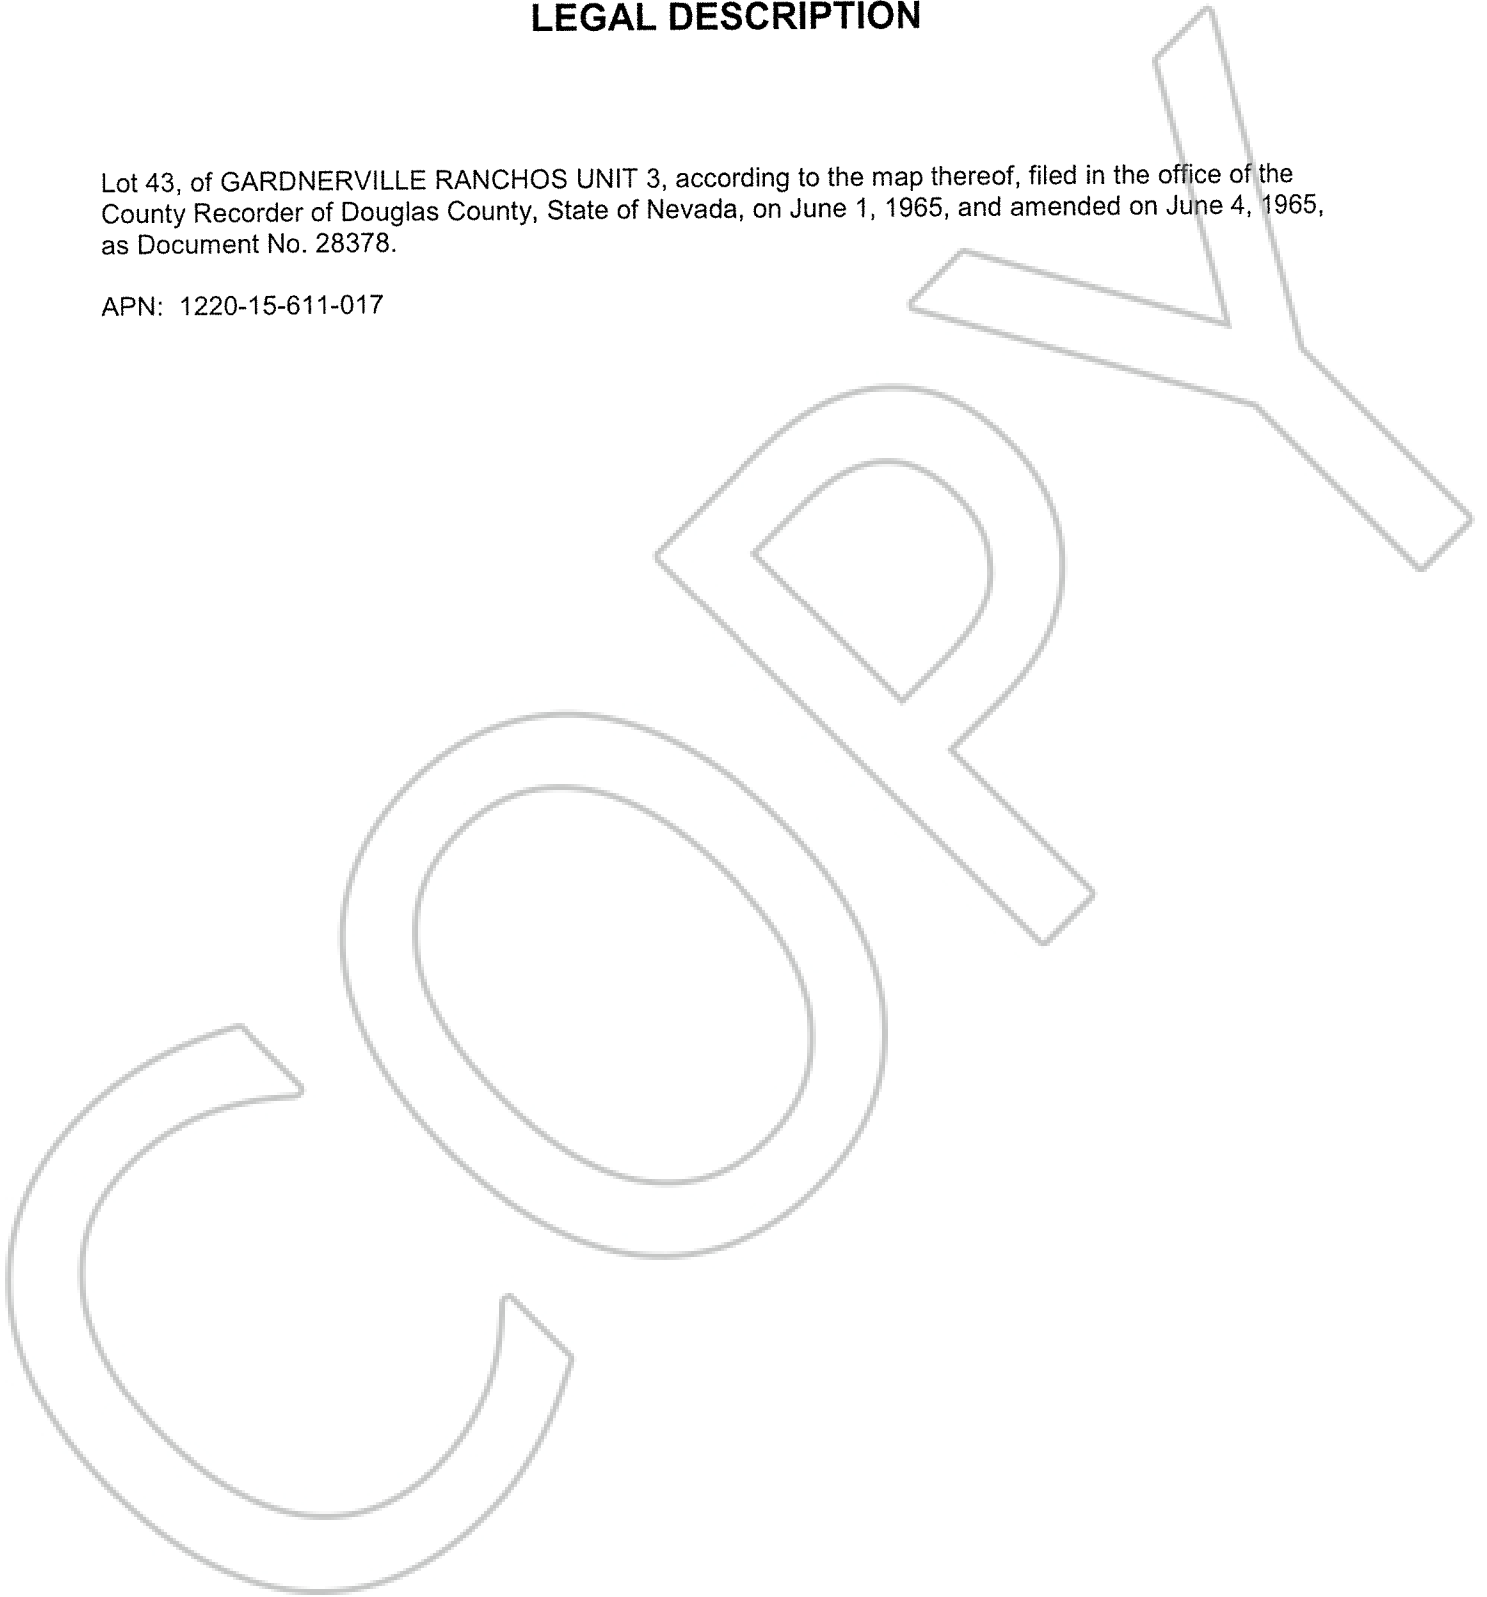 LEGAL DESCRIPTION
Lot 43, of GARDNERVILLE RANCHOS UNIT 3, according to the map thereof, filed in the office of the
County Recorder of Douglas County, State of Nevada, on June 1, 1965, and amended on June 4, 1965,
as Document No. 28378.
APN: 1220-15-611-017
COPY